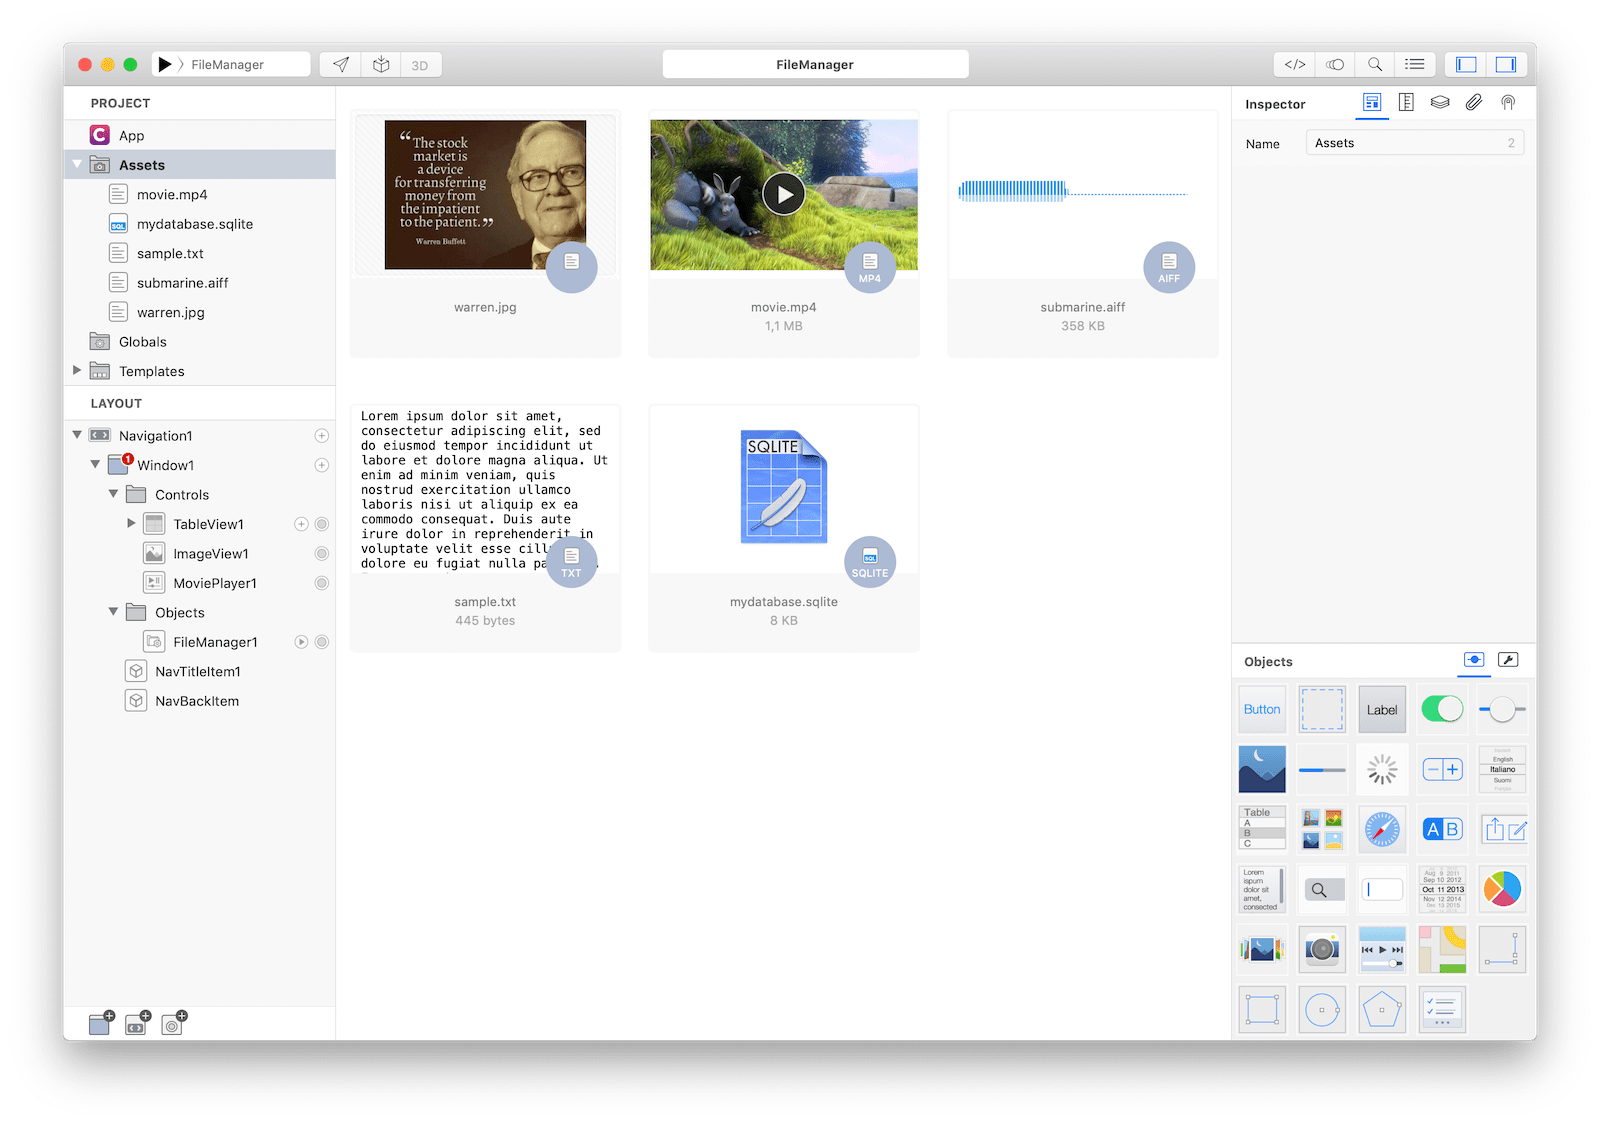 FileManager
3D
FileManager
PROJECT
App
Assets
movie.mp4
mydatabase.sqlite
sample.txt
submarine.aiff
warren.jpg
Globals
Templates
LAYOUT
Navigation1
1
Window1
Controls
TableView1
ImageView1
MoviePlayer1
Objects
FileManager1
NavTitleItem1
NavBackItem
“The stock
market is
a device
for transferring
money from
the impatient
to the patient.”
Warren Buffett
warren.jpg
MP4
movie.mp4
1,1 MB
AIFF
submarine.aiff
358 KB
Lorem ipsum dolor sit amet,
consectetur adipiscing elit, sed
do eiusmod tempor incididunt ut
labore et dolore magna aliqua. Ut
enim ad minim veniam, quis
nostrud exercitation ullamco
laboris nisi ut aliquip ex ea
commodo consequat. Duis aute
irure dolor in reprehenderit in
voluptate velit esse cill
dolore eu fugiat nulla pa
TXT
sample.txt
445 bytes
SQLITE
SQL
SQLITE
mydatabase.sqlite
8 KB
Inspector
Name
Assets
2
Objects
Button
Label
English
Italiano
Suomi
Table
A
B
C
A B
Lorem
ispum
dolor sit
amet,
consected
Aug 9 2011
Sep 10 2012
Oct 11 2013
Nov 12 2014
Dec 13 2015